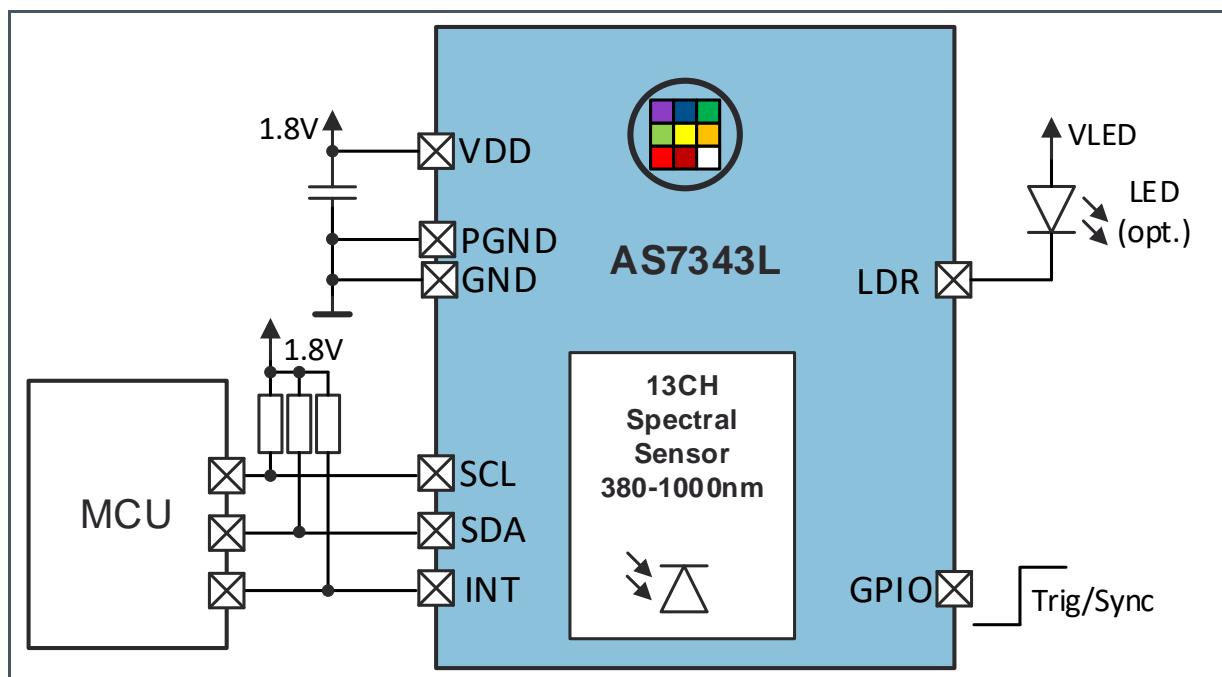 1.8V
VDD
VLED
LED
(opt.)
PGND
GND
AS7343L
LDR
1.8V
13CH
Spectral
Sensor
380-1000nm
MCU
SCL
SDA
INT
GPIO
Trig/Sync